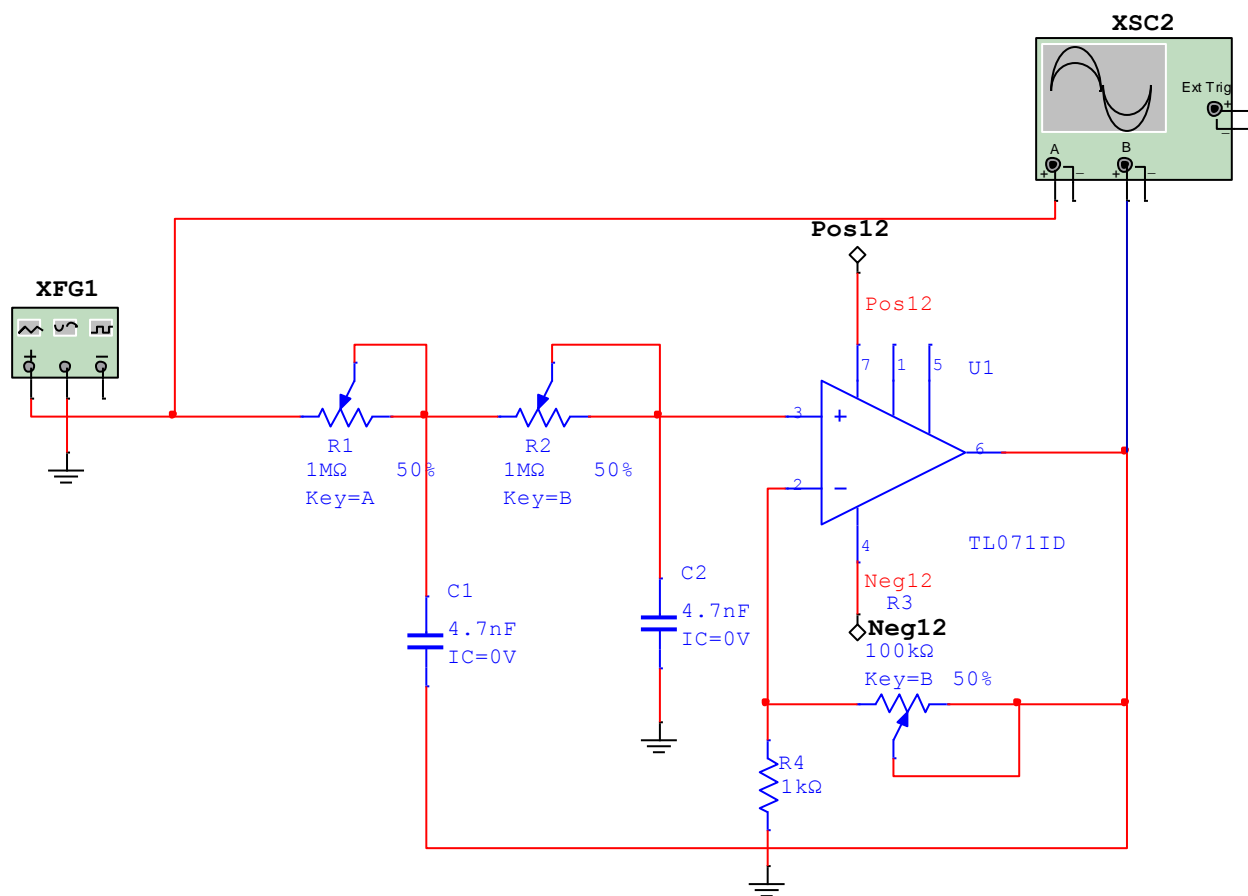 XSC2
Ext Trig
+
−
A
B
+ −
+ −
Pos12
Pos12
XFG1
+ −
7
1
5
U1
3
+
6
2
−
4
R1
1MΩ 50%
Key=A
R2
1MΩ 50%
Key=B
TL071ID
Neg12
R3
Neg12
100kΩ
Key=B 50%
C1
4.7nF
IC=0V
C2
4.7nF
IC=0V
R4
1kΩ